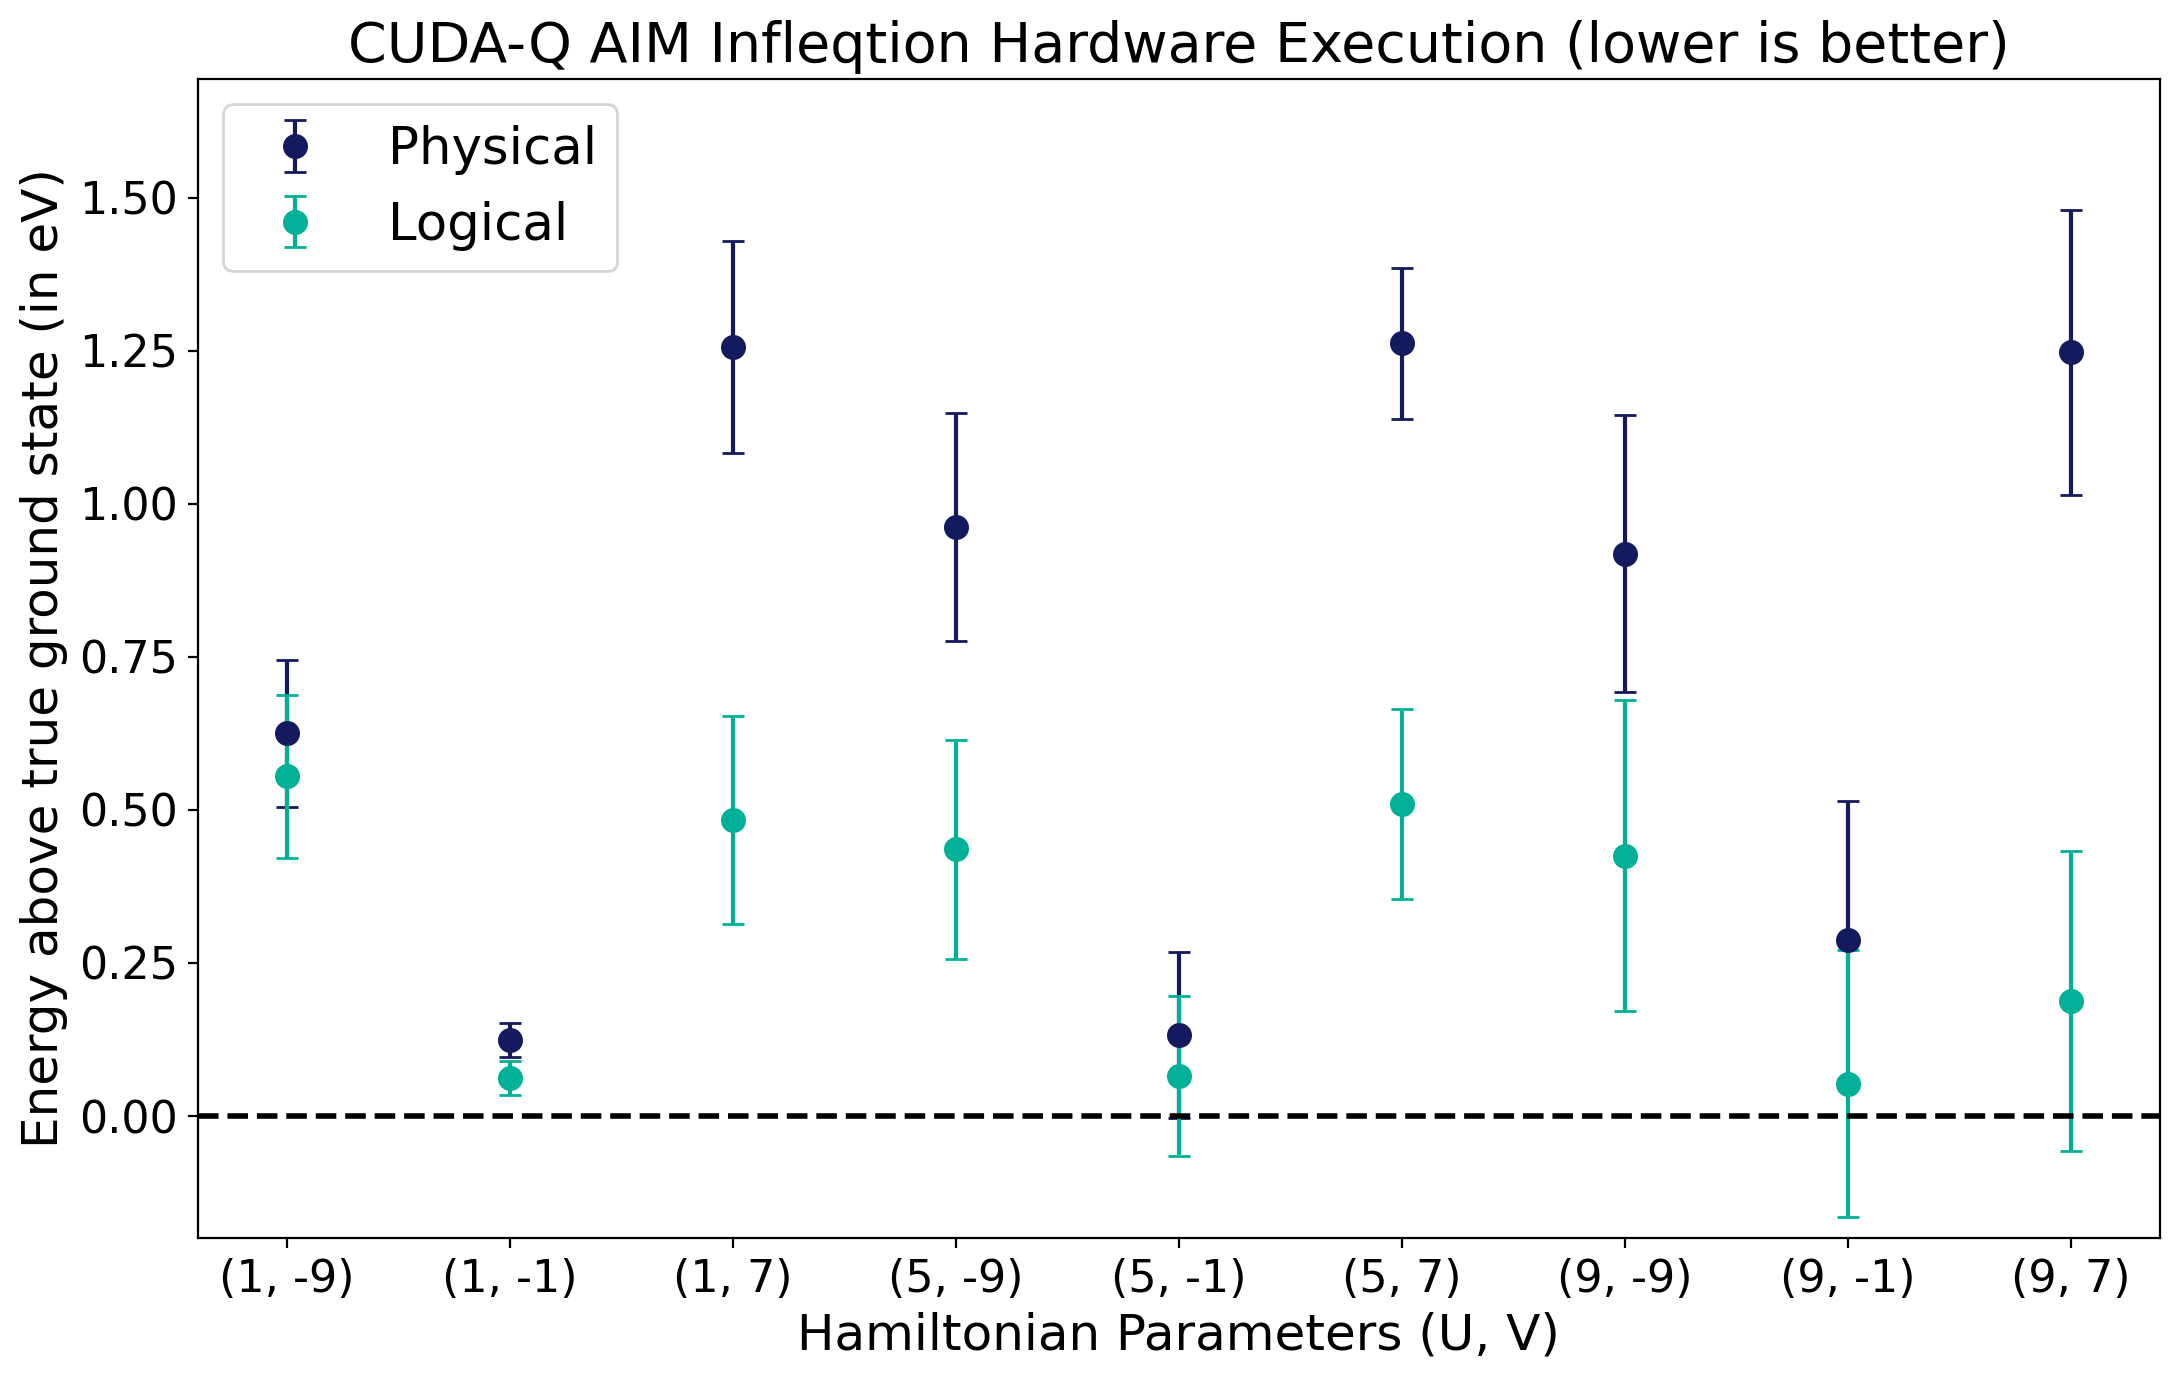 CUDA-Q AIM Infleqtion Hardware Execution (lower is better)
Physical
Logical
Energy above true ground state (in eV)
1.50
1.25
1.00
0.75
0.50
0.25
0.00
(1, -9) (1, -1) (1, 7) (5, -9) (5, -1) (5, 7) (9, -9) (9, -1) (9, 7)
Hamiltonian Parameters (U, V)